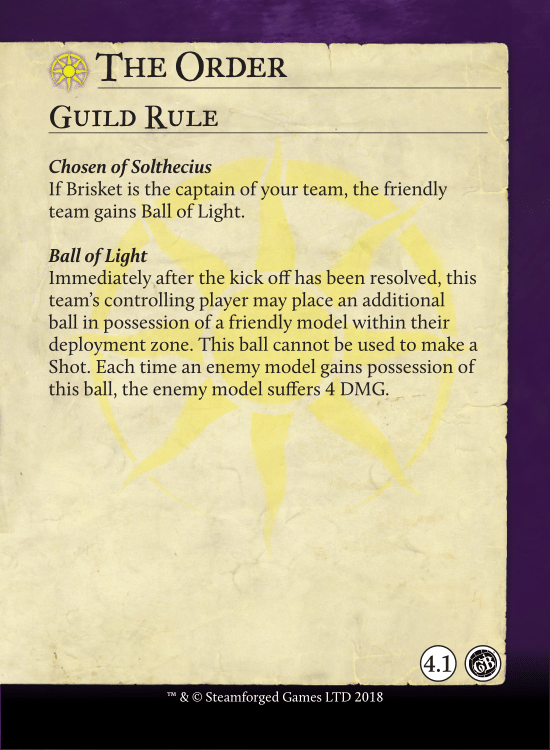 The Order
Guild Rule
Chosen of Solthecius
If Brisket is the captain of your team, the friendly
team gains Ball of Light.
Ball of Light
Immediately after the kick off has been resolved, this
team's controlling player may place an additional
ball in possession of a friendly model within their
deployment zone. This ball cannot be used to make a
Shot. Each time an enemy model gains possession of
this ball, the enemy model suffers 4 DMG.
4.1 GB
™ & © Steamforged Games LTD 2018